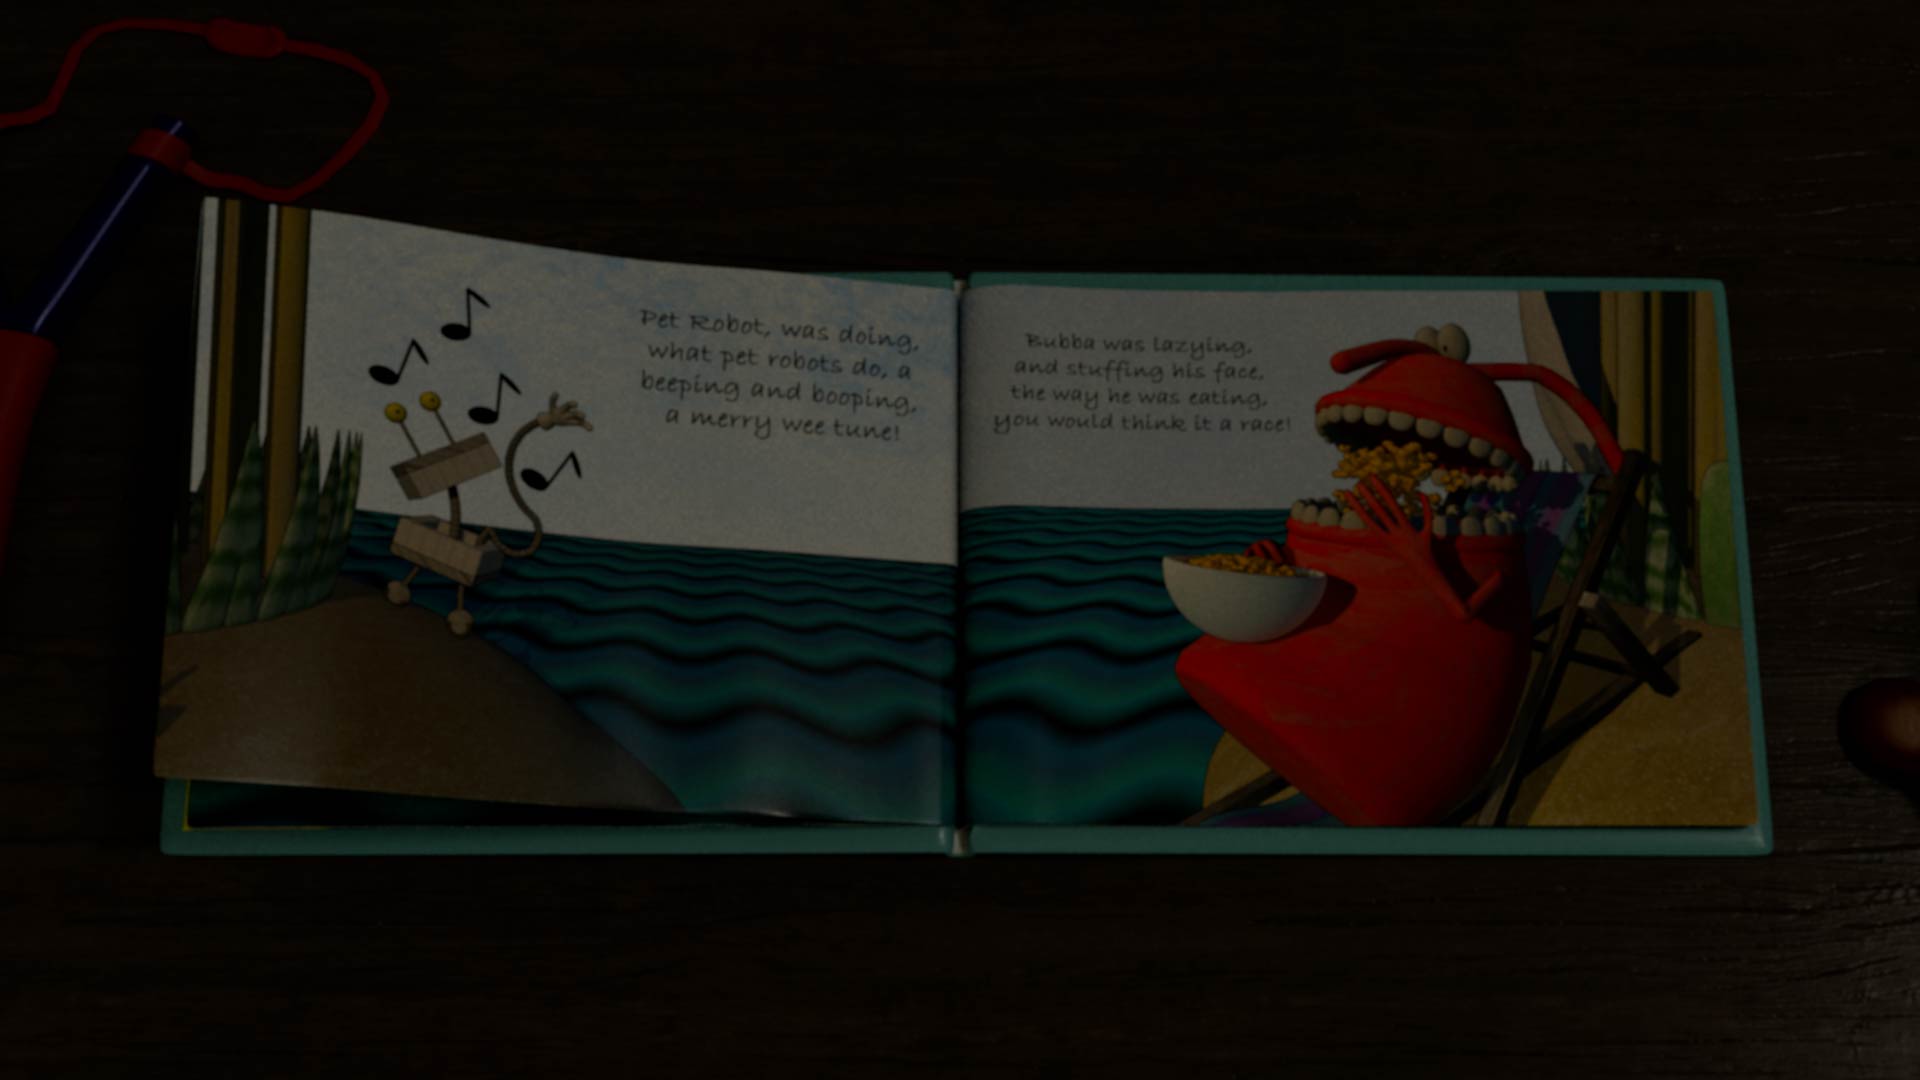 Pet Robot, was doing,
what pet robots do, a
beeping and booping,
a merry wee tune!
Bubba was lazying,
and stuffing his face,
the way he was eating,
you would think it a race!